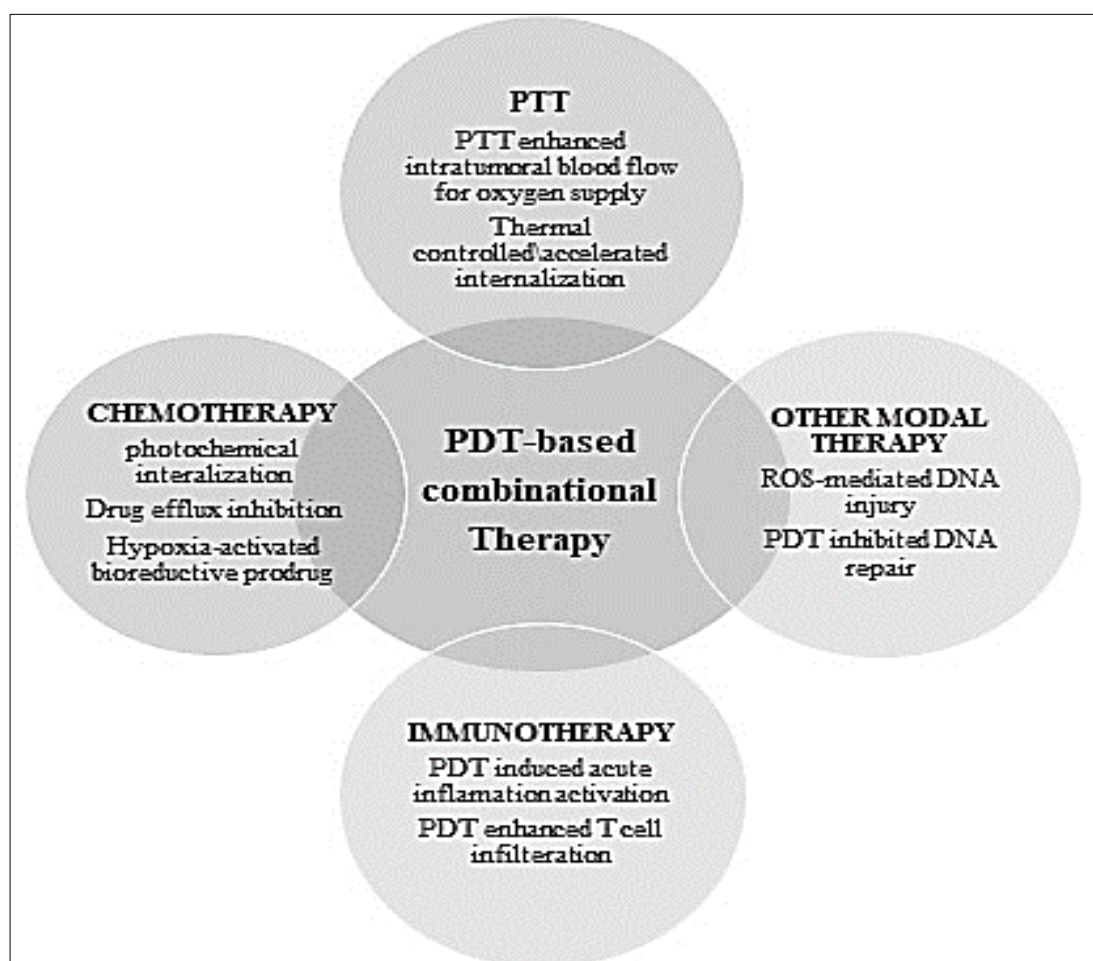 PTT
PTT enhanced
intratumoral blood flow
for oxygen supply
Thermal
controlled\accelerated
internalization
CHEMOTHERAPY
photochemical
interalization
Drug efflux inhibition
Hypoxia-activated
bioreductive prodrug
PDT-based
combinational
Therapy
OTHER MODAL
THERAPY
ROS-mediated DNA
injury
PDT inhibited DNA
repair
IMMUNOTHERAPY
PDT induced acute
inflamation activation
PDT enhanced T cell
infilteration